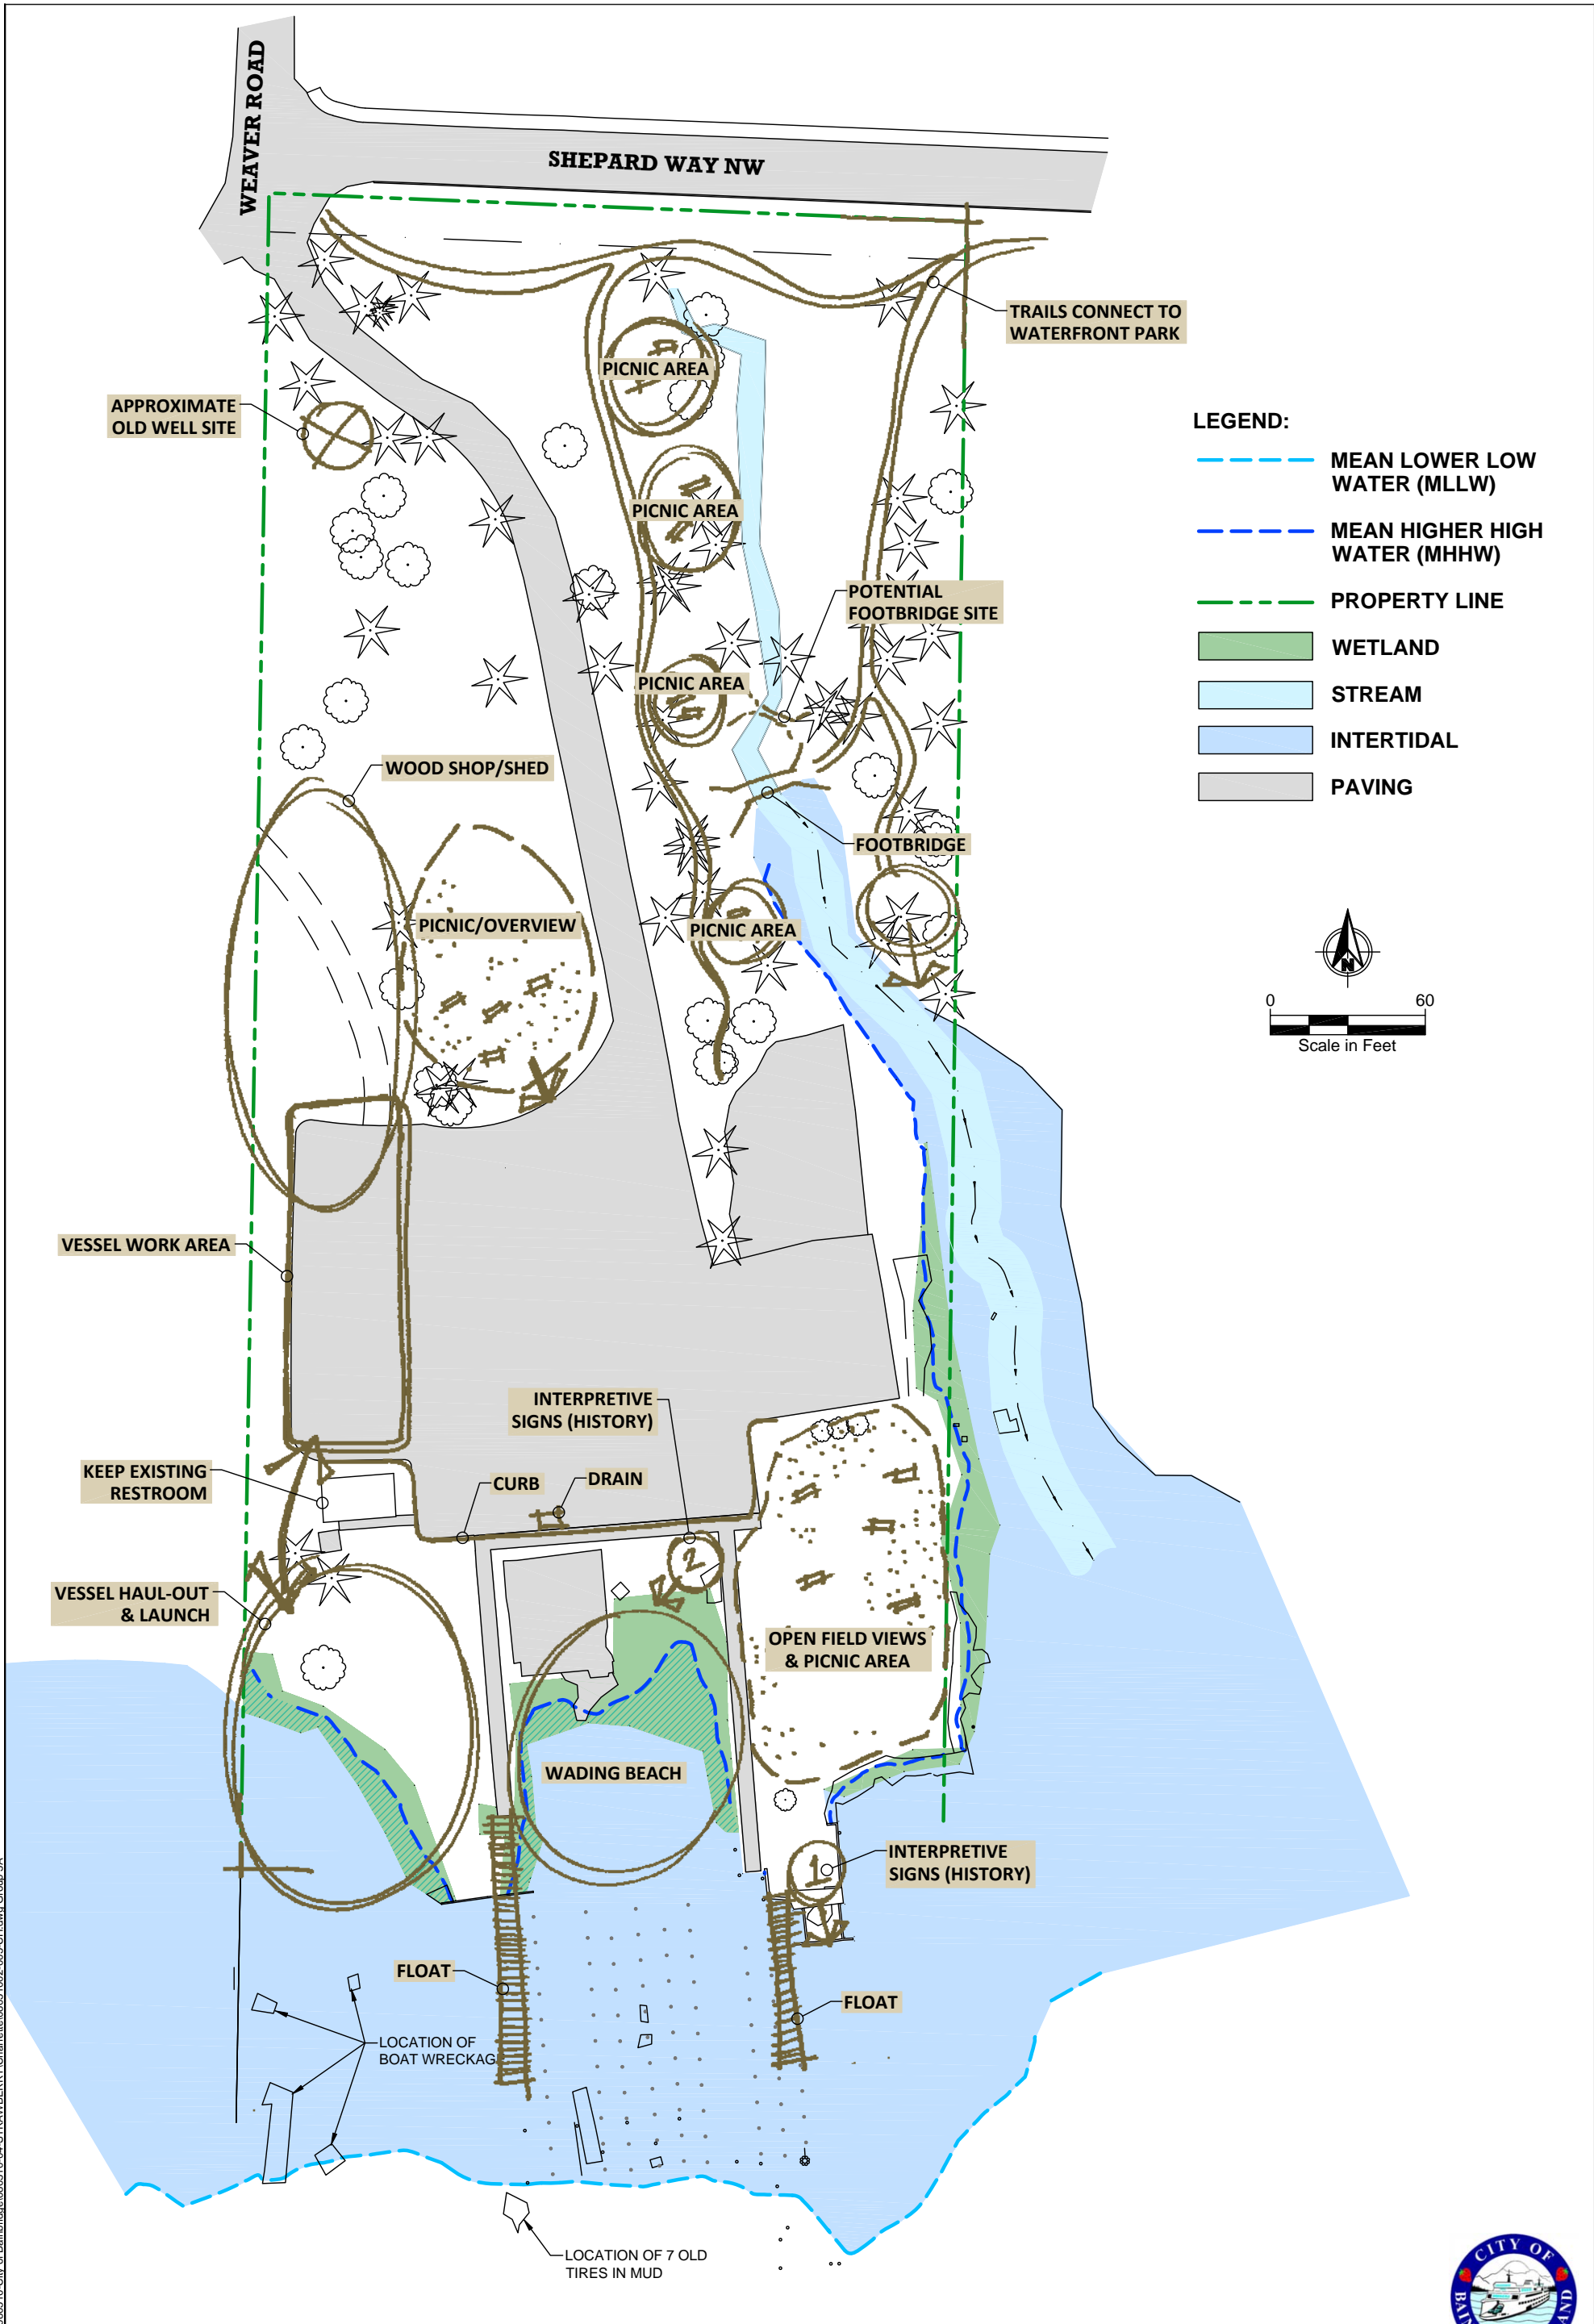 WEAVER ROAD
SHEPARD WAY NW
TRAILS CONNECT TO
WATERFRONT PARK
PICNIC AREA
APPROXIMATE
OLD WELL SITE
LEGEND:
MEAN LOWER LOW
WATER (MLLW)
MEAN HIGHER HIGH
WATER (MHHW)
PROPERTY LINE
WETLAND
STREAM
INTERTIDAL
PAVING
PICNIC AREA
POTENTIAL
FOOTBRIDGE SITE
PICNIC AREA
WOOD SHOP/SHED
FOOTBRIDGE
PICNIC/OVERVIEW
PICNIC AREA
N
0 60
Scale in Feet
VESSEL WORK AREA
INTERPRETIVE
SIGNS (HISTORY)
KEEP EXISTING
RESTROOM
CURB
DRAIN
2
VESSEL HAUL-OUT
& LAUNCH
OPEN FIELD VIEWS
& PICNIC AREA
WADING BEACH
1
INTERPRETIVE
SIGNS (HISTORY)
FLOAT
FLOAT
LOCATION OF
BOAT WRECKAGE
LOCATION OF 7 OLD
TIRES IN MUD
CITY OF